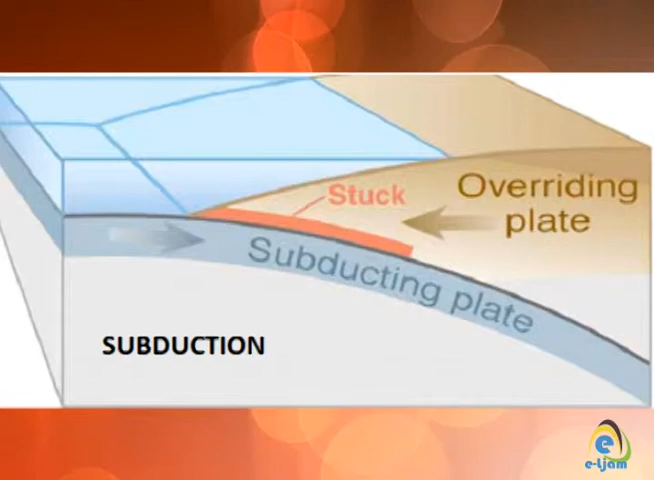 Stuck
Overriding
plate
Subducting plate
SUBDUCTION
e
e-Ljam